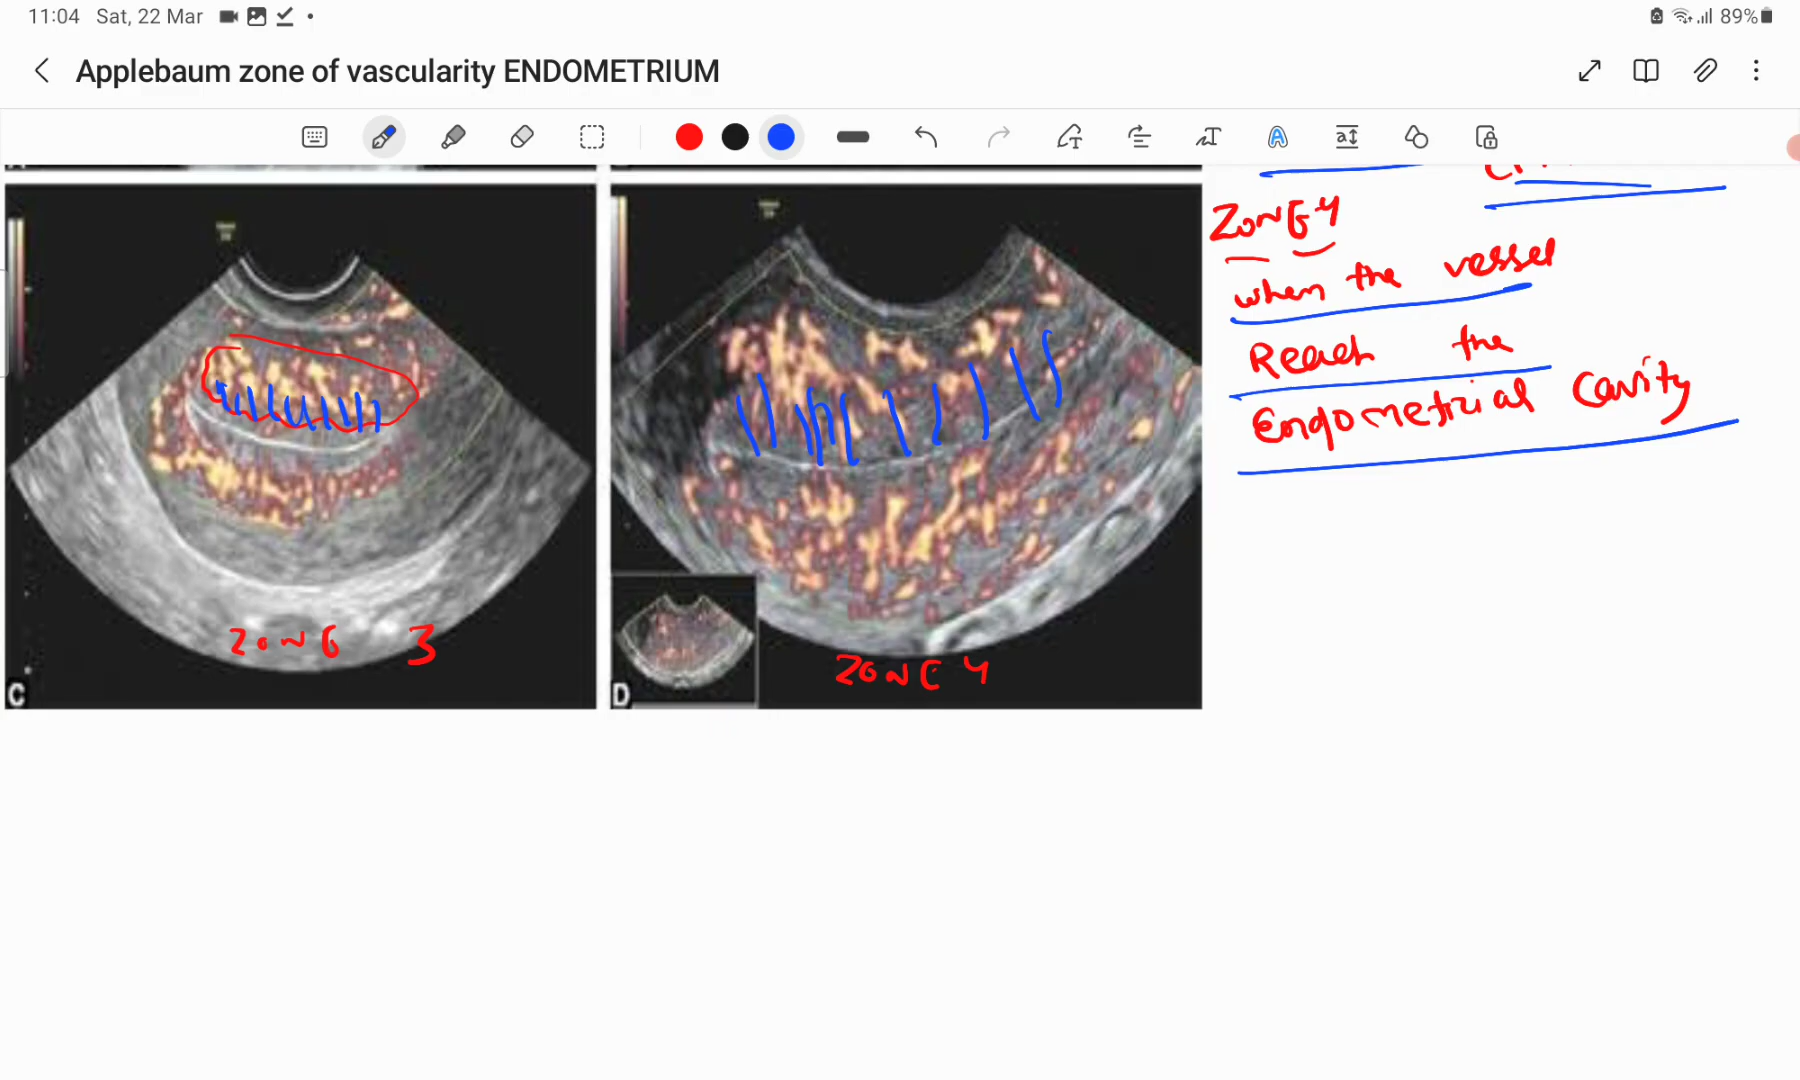 11:04 Sat, 22 Mar
89%
Applebaum zone of vascularity ENDOMETRIUM
ZONE 4
when the vessel
Reach the
Endometrial Cavity
C
ZONE 3
D
ZONE 4